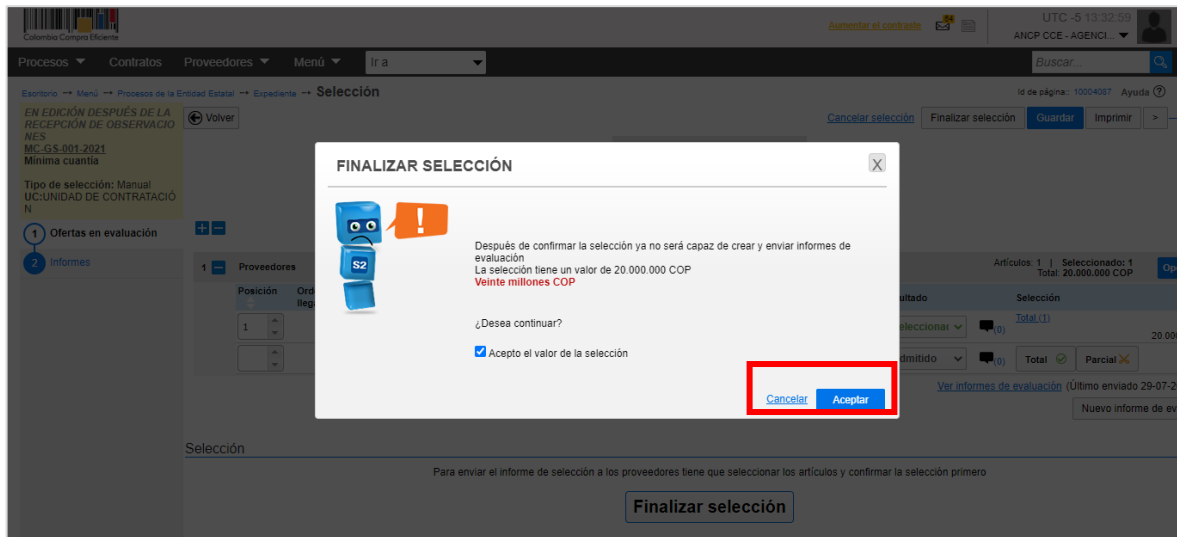 Colombia Compra Eficiente
Aumentar el contraste
UTC -5 13:32:59
ANCP CCE - AGENCI...
Procesos Contratos Proveedores Menú Ir a Buscar...
Escritorio → Menú → Procesos de la Entidad Estatal → Expediente → Selección
Id de página:: 10004087 Ayuda ?
EN EDICIÓN DESPUÉS DE LA
RECEPCIÓN DE OBSERVACIO
NES
MC-GS-001-2021
Mínima cuantía
Tipo de selección: Manual
UC:UNIDAD DE CONTRATACIÓ
N
1 Ofertas en evaluación
2 Informes
Volver
Cancelar selección Finalizar selección Guardar Imprimir >
FINALIZAR SELECCIÓN X
!
S2
Después de confirmar la selección ya no será capaz de crear y enviar informes de
evaluación
La selección tiene un valor de 20.000.000 COP
Veinte millones COP
¿Desea continuar?
Acepto el valor de la selección
Cancelar Aceptar
1 Proveedores
Artículos: 1 | Seleccionado: 1
Total: 20.000.000 COP
Posición Ord
lleg
ultado Selección
1 eleccionar (0) Total (1)
20.00
dmitido (0) Total Parcial
Ver informes de evaluación (Último enviado 29-07-2
Nuevo informe de ev
Selección
Para enviar el informe de selección a los proveedores tiene que seleccionar los artículos y confirmar la selección primero
Finalizar selección